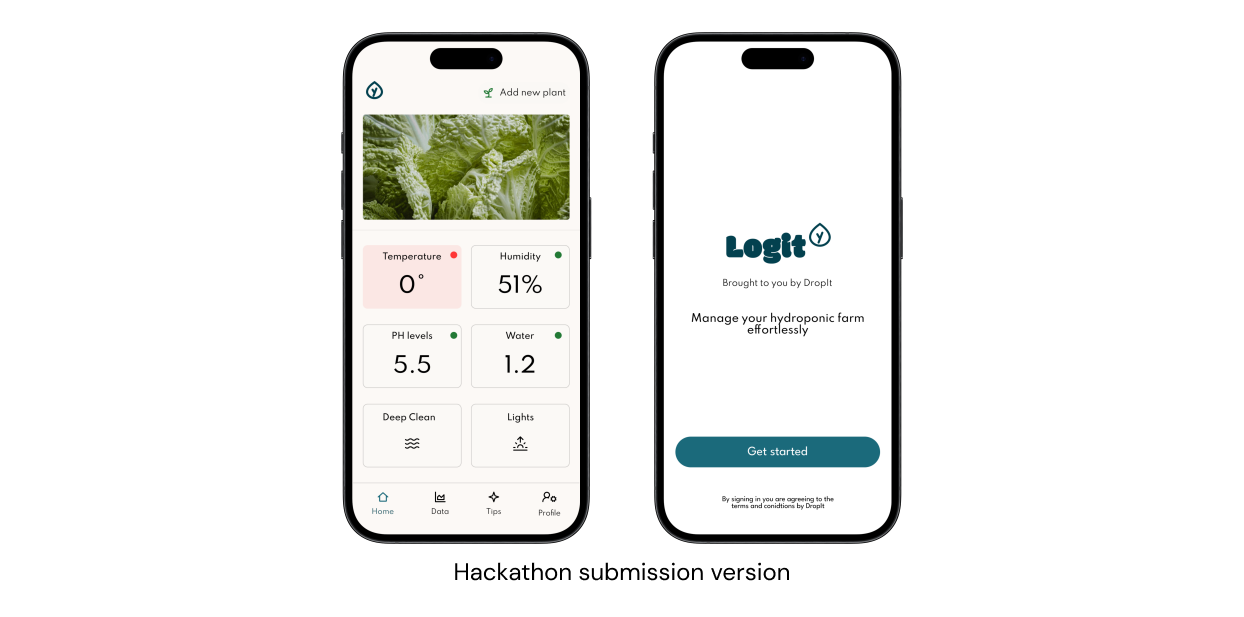 Add new plant
Temperature
0°
Humidity
51%
PH levels
5.5
Water
1.2
Deep Clean
Lights
Home
Data
Tips
Profile
Logit
Brought to you by DropIt
Manage your hydroponic farm
effortlessly
Get started
By signing in you are agreeing to the
terms and conidtions by DropIt
Hackathon submission version